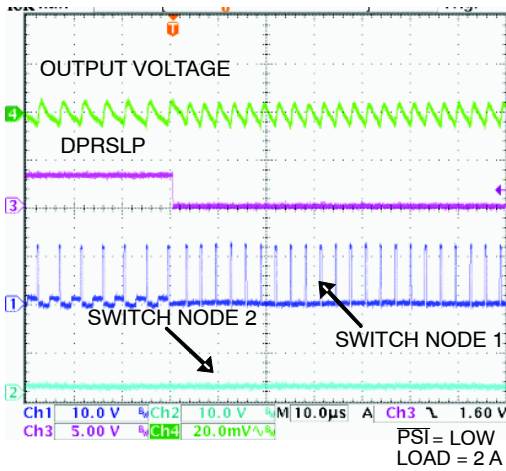 T
OUTPUT VOLTAGE
4
DPRSLP
3
1
SWITCH NODE 2
SWITCH NODE 1
2
Ch1 10.0 V Ch2 10.0 V M 10.0µs A Ch3 1.60 V
Ch3 5.00 V Ch4 20.0mV
PSI = LOW
LOAD = 2 A